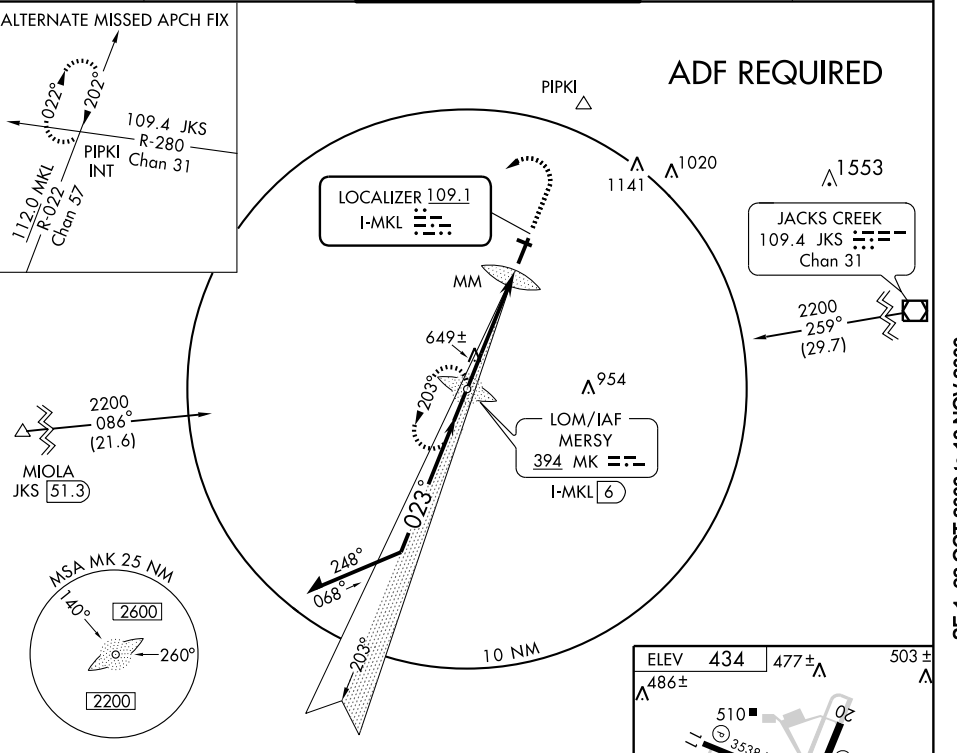 ALTERNATE MISSED APCH FIX
022°
202°
109.4 JKS
R-280
Chan 31
PIPKI
INT
112.0 MKL
R-022
Chan 57
ADF REQUIRED
PIPKI
1141
1020
1553
LOCALIZER 109.1
I-MKL
JACKS CREEK
109.4 JKS
Chan 31
MM
2200
259°
(29.7)
649±
203°
954
LOM/IAF
MERSY
394 MK
I-MKL 6
2200
086°
(21.6)
MIOLA
JKS 51.3
023°
248°
068°
203°
10 NM
MSA MK 25 NM
140°
2600
260°
2200
ELEV 434
477±
503±
486±
510
20
11
P